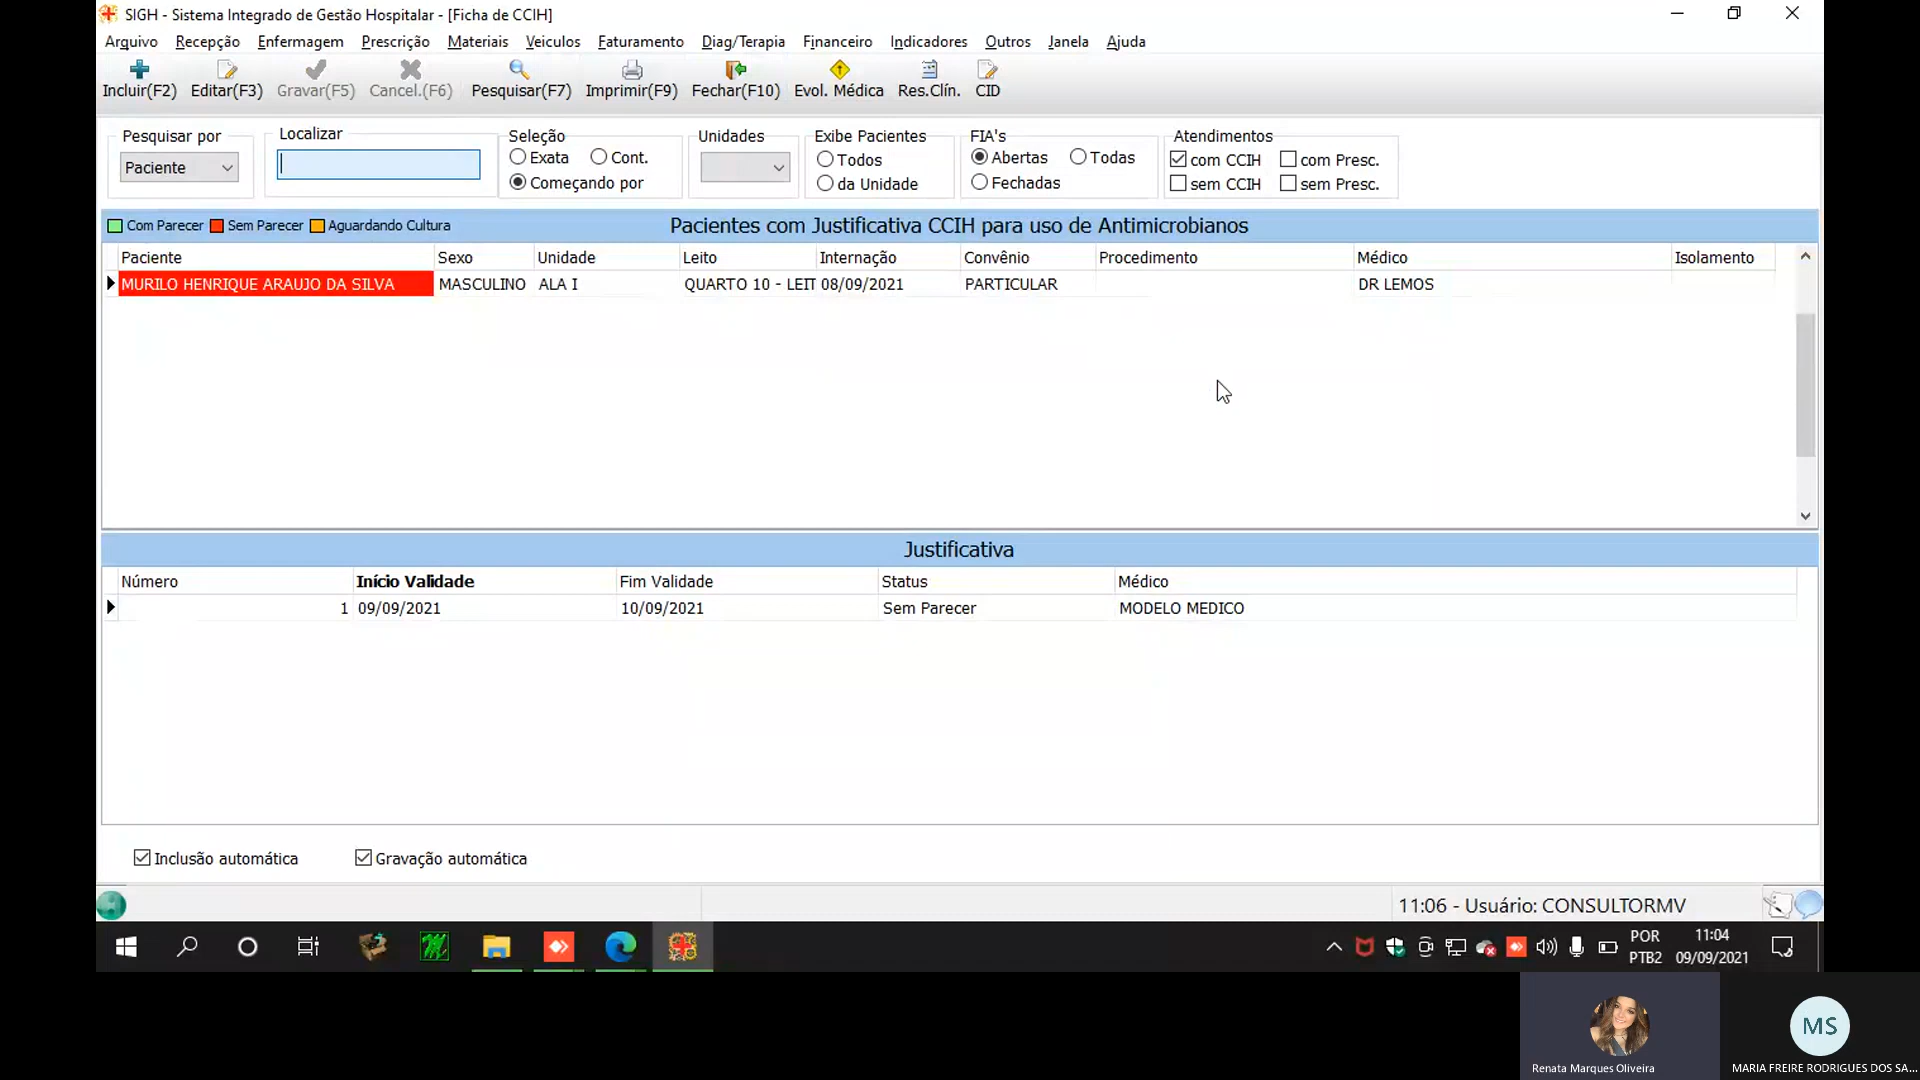 SIGH - Sistema Integrado de Gestão Hospitalar - [Ficha de CCIH]
Arquivo Recepção Enfermagem Prescrição Materiais Veiculos Faturamento Diag/Terapia Financeiro Indicadores Outros Janela Ajuda
Incluir(F2) Editar(F3) Gravar(F5) Cancel.(F6) Pesquisar(F7) Imprimir(F9) Fechar(F10) Evol. Médica Res.Clín. CID
Pesquisar por Localizar Seleção Unidades Exibe Pacientes FIA's Atendimentos
Paciente Exata Cont. Todos Abertas Todas com CCIH com Presc.
Começando por da Unidade Fechadas sem CCIH sem Presc.
Com Parecer Sem Parecer Aguardando Cultura Pacientes com Justificativa CCIH para uso de Antimicrobianos
Paciente Sexo Unidade Leito Internação Convênio Procedimento Médico Isolamento
MURILO HENRIQUE ARAUJO DA SILVA MASCULINO ALA I QUARTO 10 - LEIT 08/09/2021 PARTICULAR DR LEMOS
Justificativa
Número Início Validade Fim Validade Status Médico
1 09/09/2021 10/09/2021 Sem Parecer MODELO MEDICO
Inclusão automática Gravação automática
11:06 - Usuário: CONSULTORMV
POR 11:04
PTB2 09/09/2021
MS
Renata Marques Oliveira MARIA FREIRE RODRIGUES DOS SA...